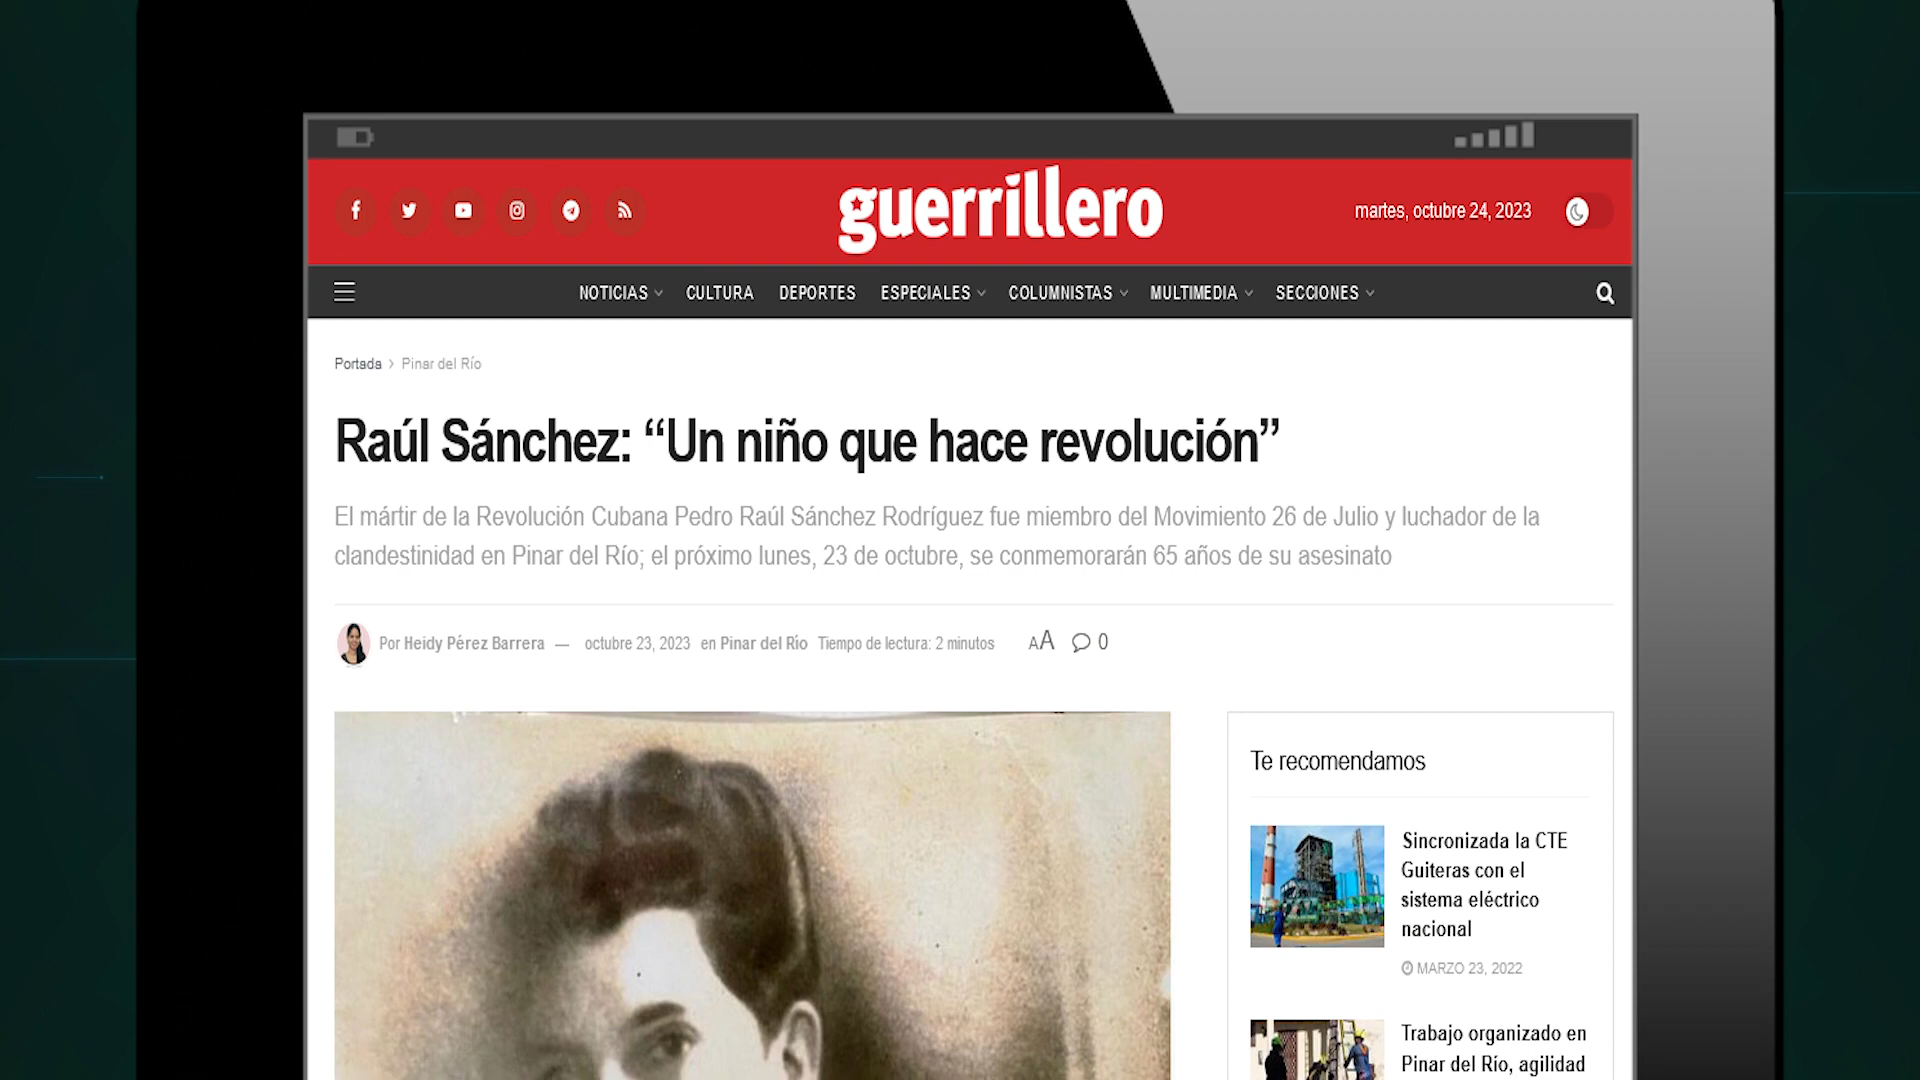 guerrillero
martes, octubre 24, 2023
NOTICIAS CULTURA DEPORTES ESPECIALES COLUMNISTAS MULTIMEDIA SECCIONES
Portada > Pinar del Río
Raúl Sánchez: “Un niño que hace revolución”
El mártir de la Revolución Cubana Pedro Raúl Sánchez Rodríguez fue miembro del Movimiento 26 de Julio y luchador de la
clandestinidad en Pinar del Río; el próximo lunes, 23 de octubre, se conmemorarán 65 años de su asesinato
Por Heidy Pérez Barrera — octubre 23, 2023 en Pinar del Río Tiempo de lectura: 2 minutos AA 0
Te recomendamos
Sincronizada la CTE
Guiteras con el
sistema eléctrico
nacional
MARZO 23, 2022
Trabajo organizado en
Pinar del Río, agilidad